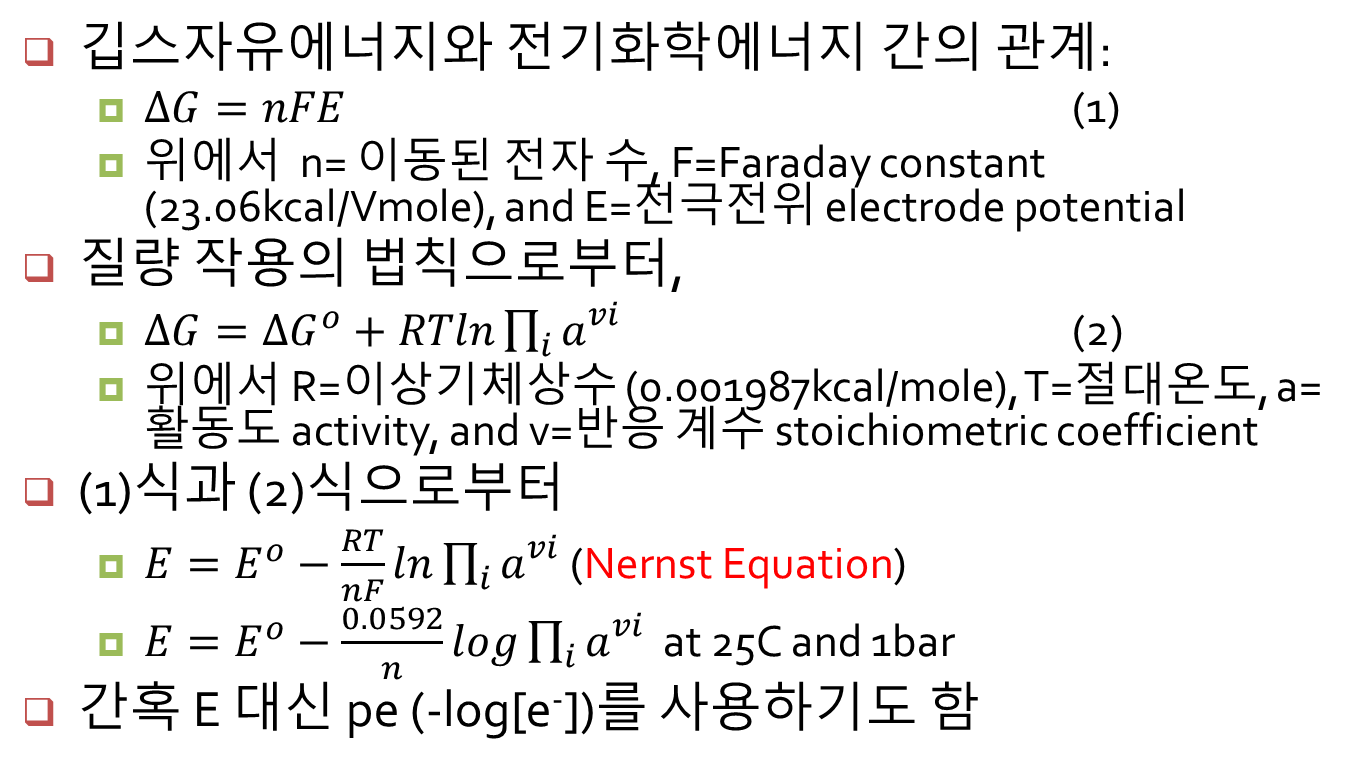 깁스자유에너지와 전기화학에너지 간의 관계:
ΔG = nFE (1)
위에서 n= 이동된 전자 수, F=Faraday constant
(23.06kcal/Vmole), and E=전극전위 electrode potential
질량 작용의 법칙으로부터,
ΔG = ΔG^o + RTln ∏_i a^{vi} (2)
위에서 R=이상기체상수 (0.001987kcal/mole), T=절대온도, a=
활동도 activity, and v=반응 계수 stoichiometric coefficient
(1)식과 (2)식으로부터
E = E^o − \frac{RT}{nF} ln ∏_i a^{vi} (Nernst Equation)
E = E^o − \frac{0.0592}{n} log ∏_i a^{vi} at 25C and 1bar
간혹 E 대신 pe (-log[e^-])를 사용하기도 함